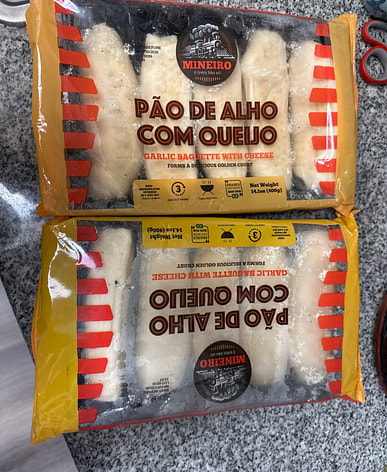 MINEIRO
PÃO DE ALHO
COM QUEIJO
GARLIC BAGUETTE WITH CHEESE
FORMS A DELICIOUS GOLDEN CRUST
3
Net Weight
14.1oz (400g)
Net Weight
14.1oz (400g)
3
FORMS A DELICIOUS GOLDEN CRUST
GARLIC BAGUETTE WITH CHEESE
PÃO DE ALHO
COM QUEIJO
MINEIRO